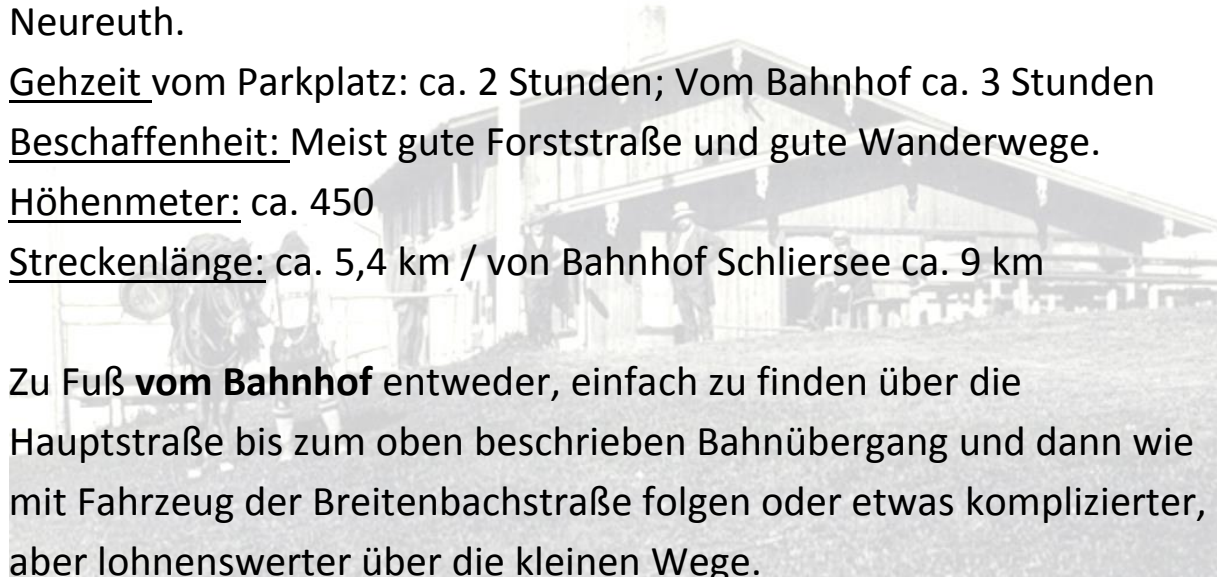 Neureuth.
Gehzeit vom Parkplatz: ca. 2 Stunden; Vom Bahnhof ca. 3 Stunden
Beschaffenheit: Meist gute Forststraße und gute Wanderwege.
Höhenmeter: ca. 450
Streckenlänge: ca. 5,4 km / von Bahnhof Schliersee ca. 9 km
Zu Fuß vom Bahnhof entweder, einfach zu finden über die
Hauptstraße bis zum oben beschrieben Bahnübergang und dann wie
mit Fahrzeug der Breitenbachstraße folgen oder etwas komplizierter,
aber lohnenswerter über die kleinen Wege.